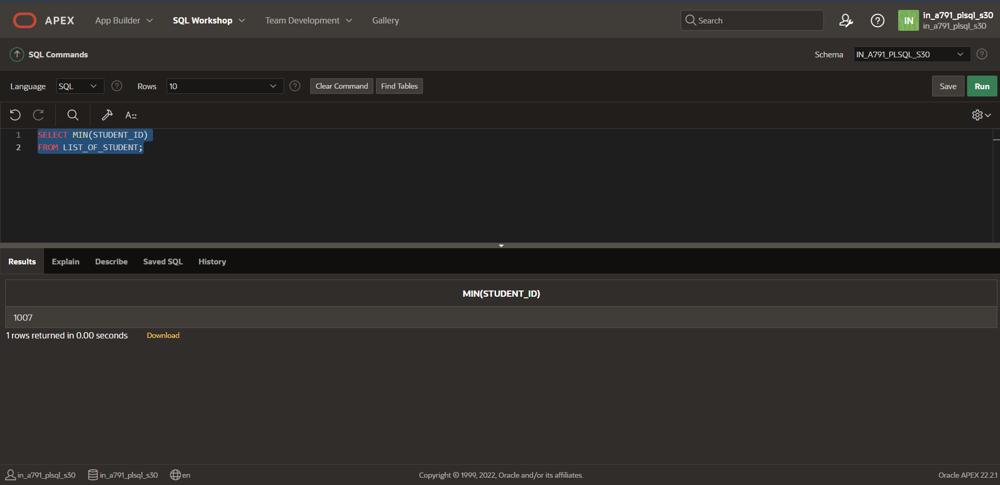 APEX App Builder SQL Workshop Team Development Gallery Search IN in_a791_plsql_s30
in_a791_plsql_s30
SQL Commands Schema IN_A791_PLSQL_S30
Language SQL Rows 10 Clear Command Find Tables Save Run
A::
1 SELECT MIN(STUDENT_ID)
2 FROM LIST_OF_STUDENT;
Results Explain Describe Saved SQL History
MIN(STUDENT_ID)
1007
1 rows returned in 0.00 seconds Download
in_a791_plsql_s30 in_a791_plsql_s30 en Copyright © 1999, 2022, Oracle and/or its affiliates. Oracle APEX 22.2.1